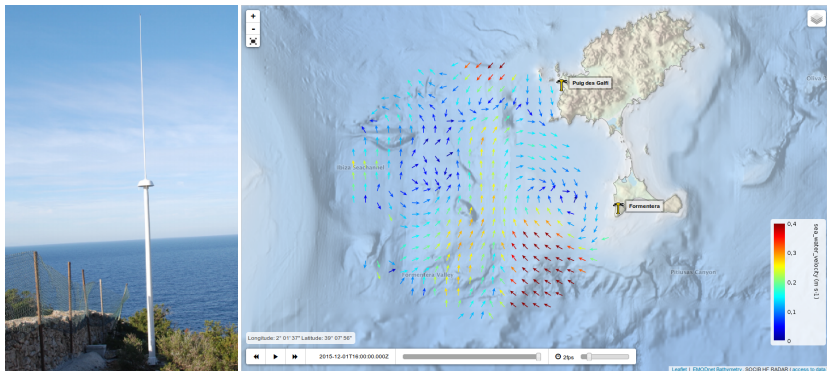 +
-
Puig des Galfí
Ibiza Seachannel
Formentera
Formentera Valley
0,4
0,3
0,2
0,1
0
sea_water_velocity (m s-1)
Longitude: 2° 01' 37" Latitude: 39° 07' 56"
2015-12-01T16:00:00.000Z
2fps
Leaflet | EMODnet Bathymetry, SOCIB HF RADAR | access to data